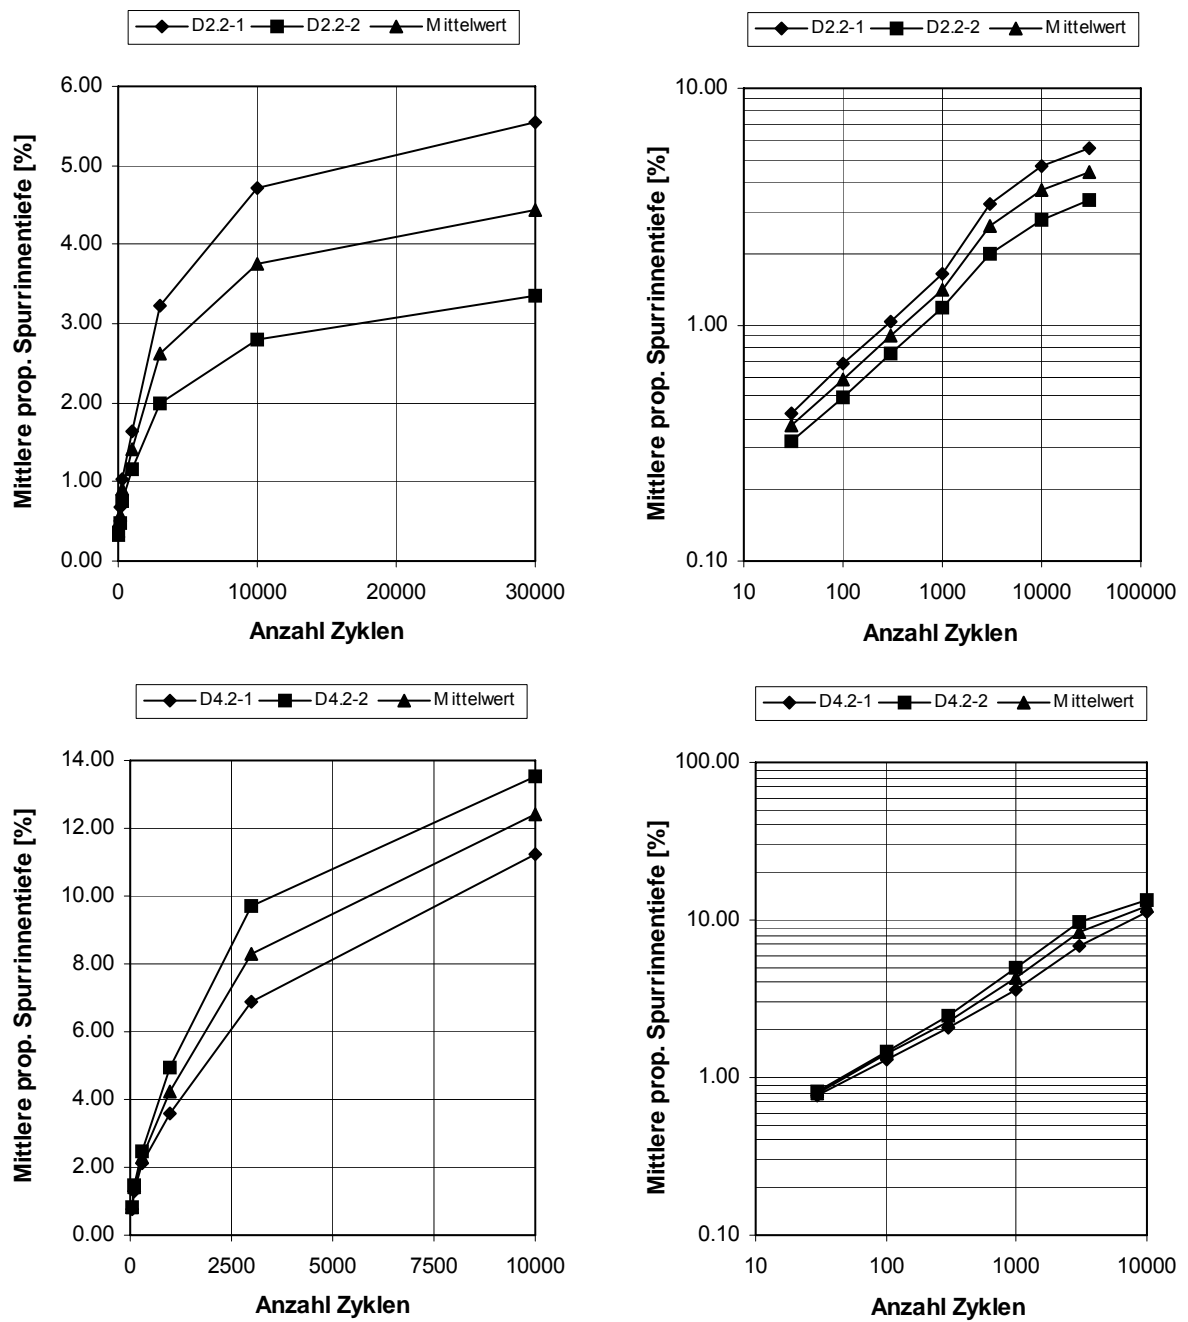 D2.2-1 D2.2-2 Mittelwert
Mittlere prop. Spurrinnentiefe [%]
6.00
5.00
4.00
3.00
2.00
1.00
0.00
0 10000 20000 30000
Anzahl Zyklen
D2.2-1 D2.2-2 Mittelwert
Mittlere prop. Spurrinnentiefe [%]
10.00
1.00
0.10
10 100 1000 10000 100000
Anzahl Zyklen
D4.2-1 D4.2-2 Mittelwert
Mittlere prop. Spurrinnentiefe [%]
14.00
12.00
10.00
8.00
6.00
4.00
2.00
0.00
0 2500 5000 7500 10000
Anzahl Zyklen
D4.2-1 D4.2-2 Mittelwert
Mittlere prop. Spurrinnentiefe [%]
100.00
10.00
1.00
0.10
10 100 1000 10000
Anzahl Zyklen